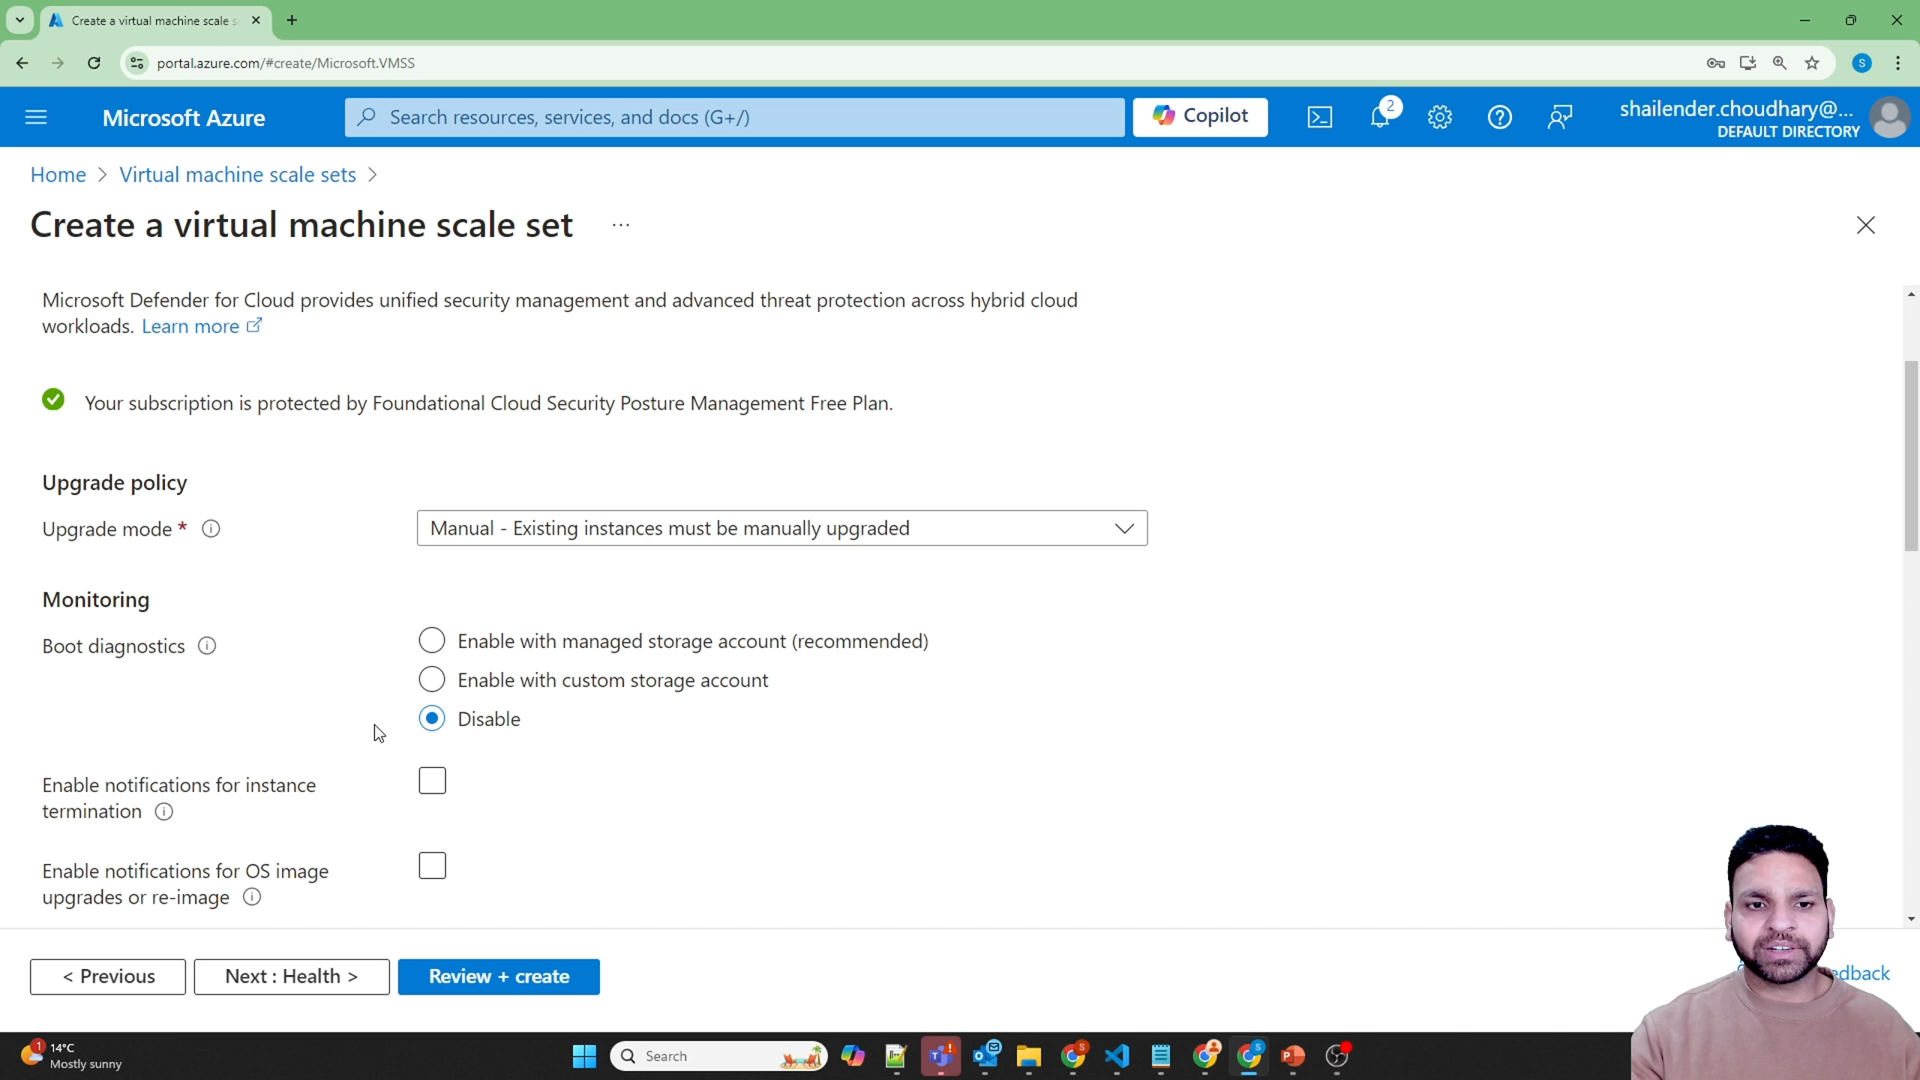 Create a virtual machine scale s
portal.azure.com/#create/Microsoft.VMSS
S
Microsoft Azure
Search resources, services, and docs (G+/)
Copilot
2
shailender.choudhary@...
DEFAULT DIRECTORY
Home > Virtual machine scale sets >
Create a virtual machine scale set ...
Microsoft Defender for Cloud provides unified security management and advanced threat protection across hybrid cloud
workloads. Learn more
Your subscription is protected by Foundational Cloud Security Posture Management Free Plan.
Upgrade policy
Upgrade mode *
Manual - Existing instances must be manually upgraded
Monitoring
Boot diagnostics
Enable with managed storage account (recommended)
Enable with custom storage account
Disable
Enable notifications for instance
termination
Enable notifications for OS image
upgrades or re-image
< Previous
Next : Health >
Review + create
edback
1
14°C
Mostly sunny
Search